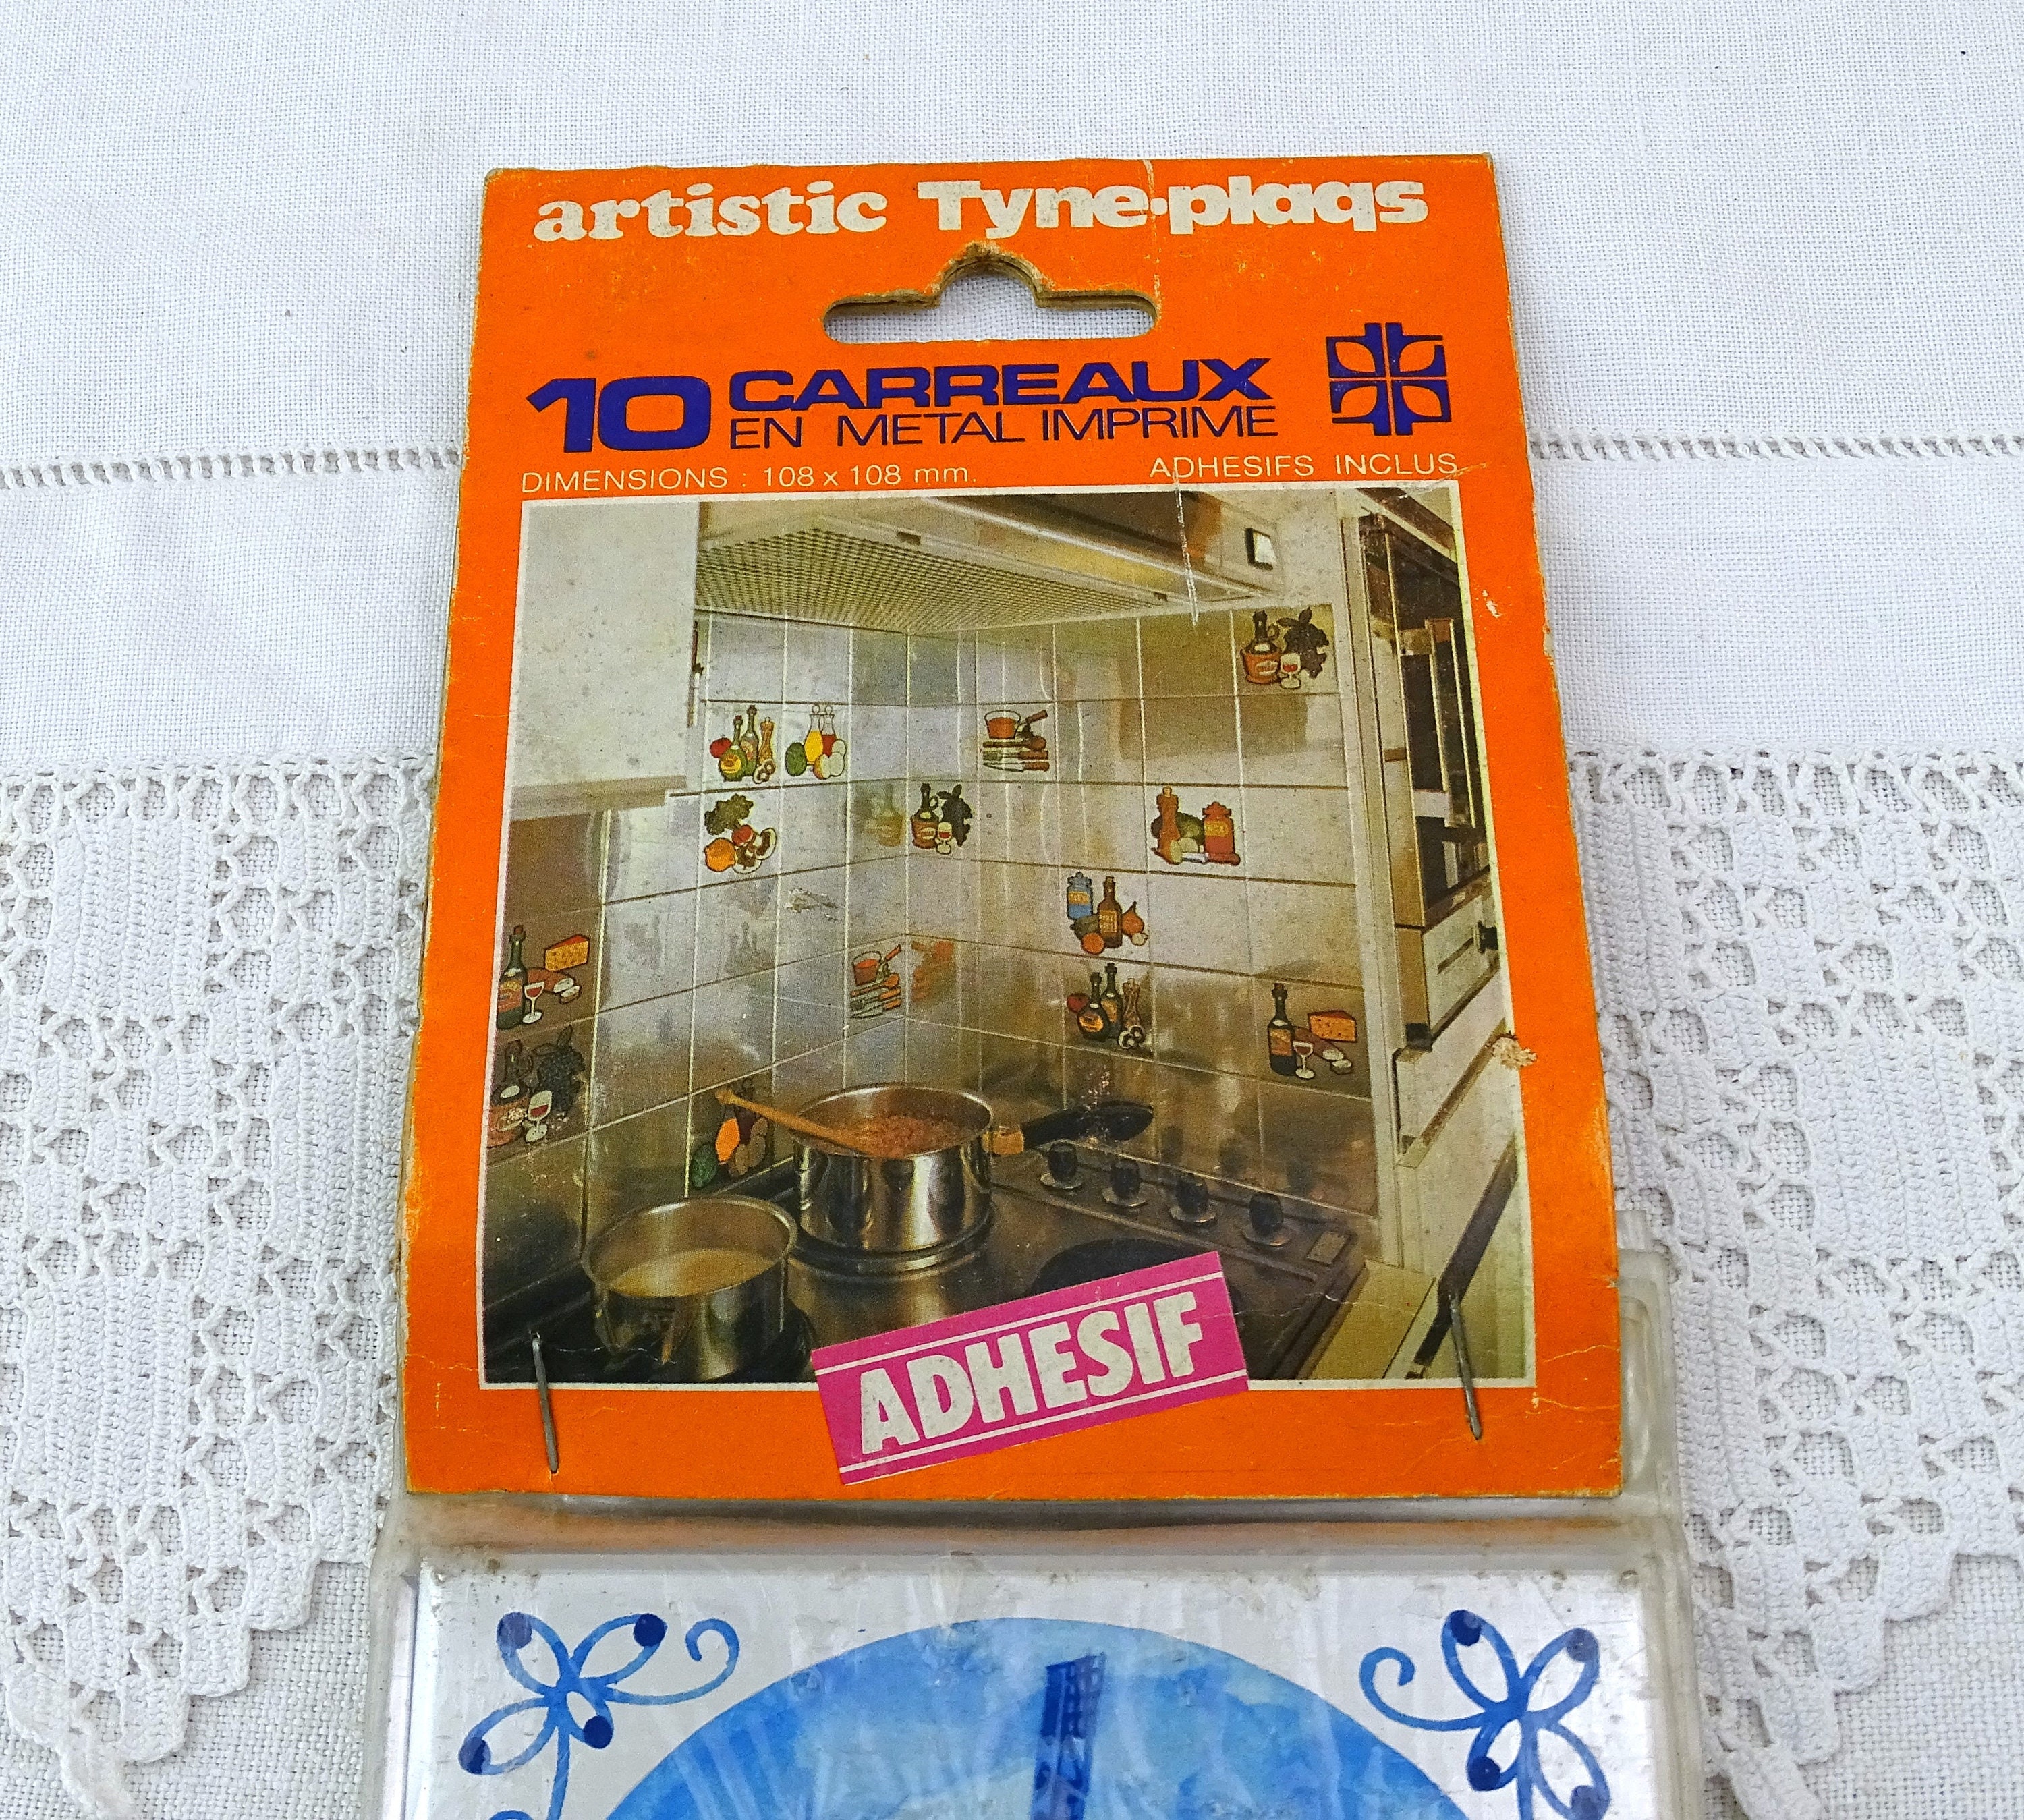 artistic Tyne·plaqs
10 CARREAUX
EN METAL IMPRIME
DIMENSIONS : 108 x 108 mm. ADHESIFS INCLUS
ADHESIF